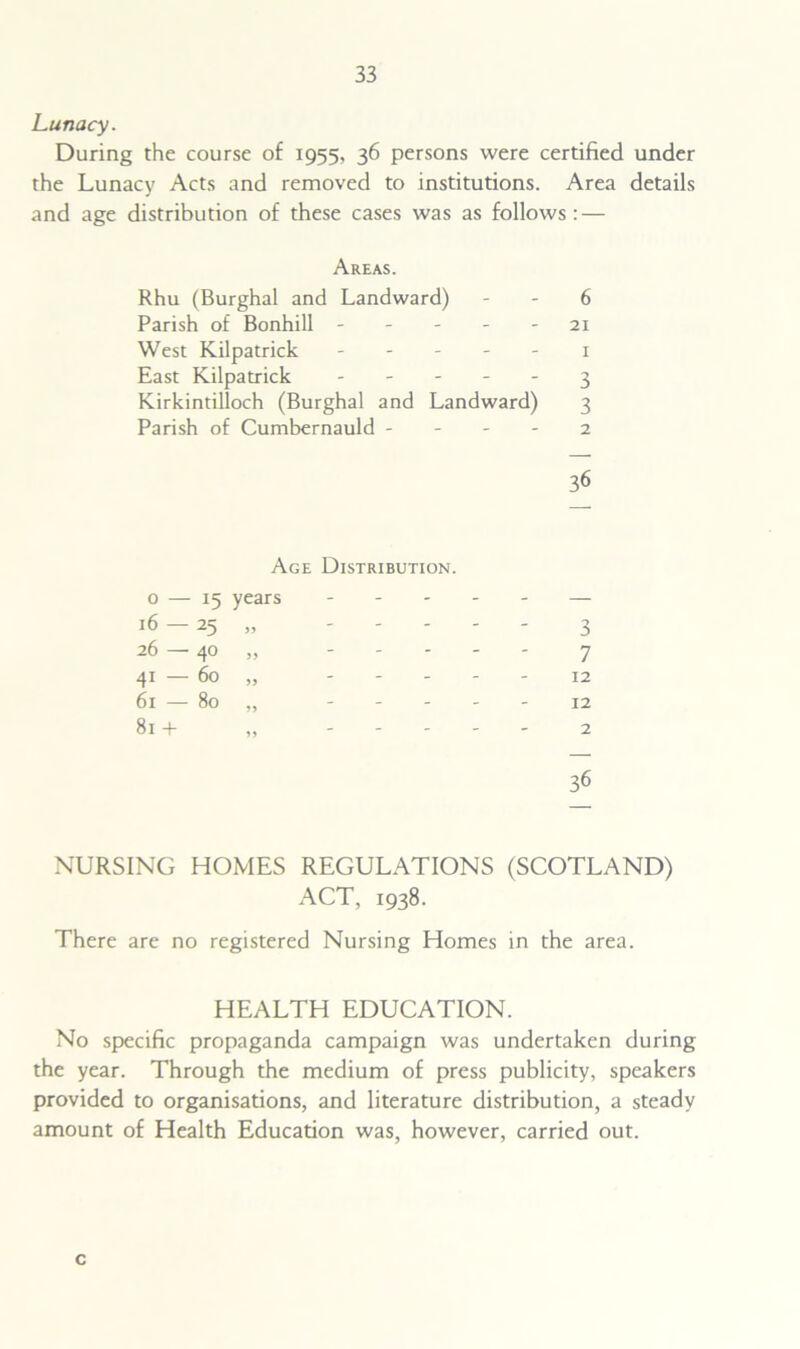 33
Lunacy.
During the course of 1955, 36 persons were certified under
the Lunacy Acts and removed to institutions. Area details
and age distribution of these cases was as follows: —
Areas.
Rhu (Burghal and Landward) - - 6
Parish of Bonhill - - - - - 21
West Kilpatrick - - - - - 1
East Kilpatrick - - - - - 3
Kirkintilloch (Burghal and Landward) 3
Parish of Cumbernauld - - - - 2
—
36
—
Age Distribution.
0 — 15 years - - - - - —
16 — 25 „ - - - - - 3
26 — 40 „ - - - - - 7
41 — 60 „ - - - - - 12
61 — 80 „ - - - - - 12
81 + „ - - - - - 2
—
36
—
NURSING HOMES REGULATIONS (SCOTLAND)
ACT, 1938.
There are no registered Nursing Homes in the area.
HEALTH EDUCATION.
No specific propaganda campaign was undertaken during
the year. Through the medium of press publicity, speakers
provided to organisations, and literature distribution, a steady
amount of Health Education was, however, carried out.
C